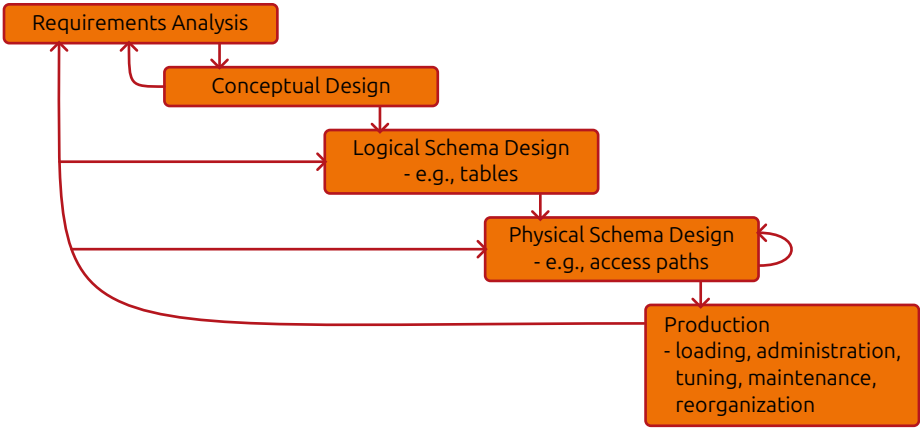 Requirements Analysis
Conceptual Design
Logical Schema Design
- e.g., tables
Physical Schema Design
- e.g., access paths
Production
- loading, administration,
tuning, maintenance,
reorganization